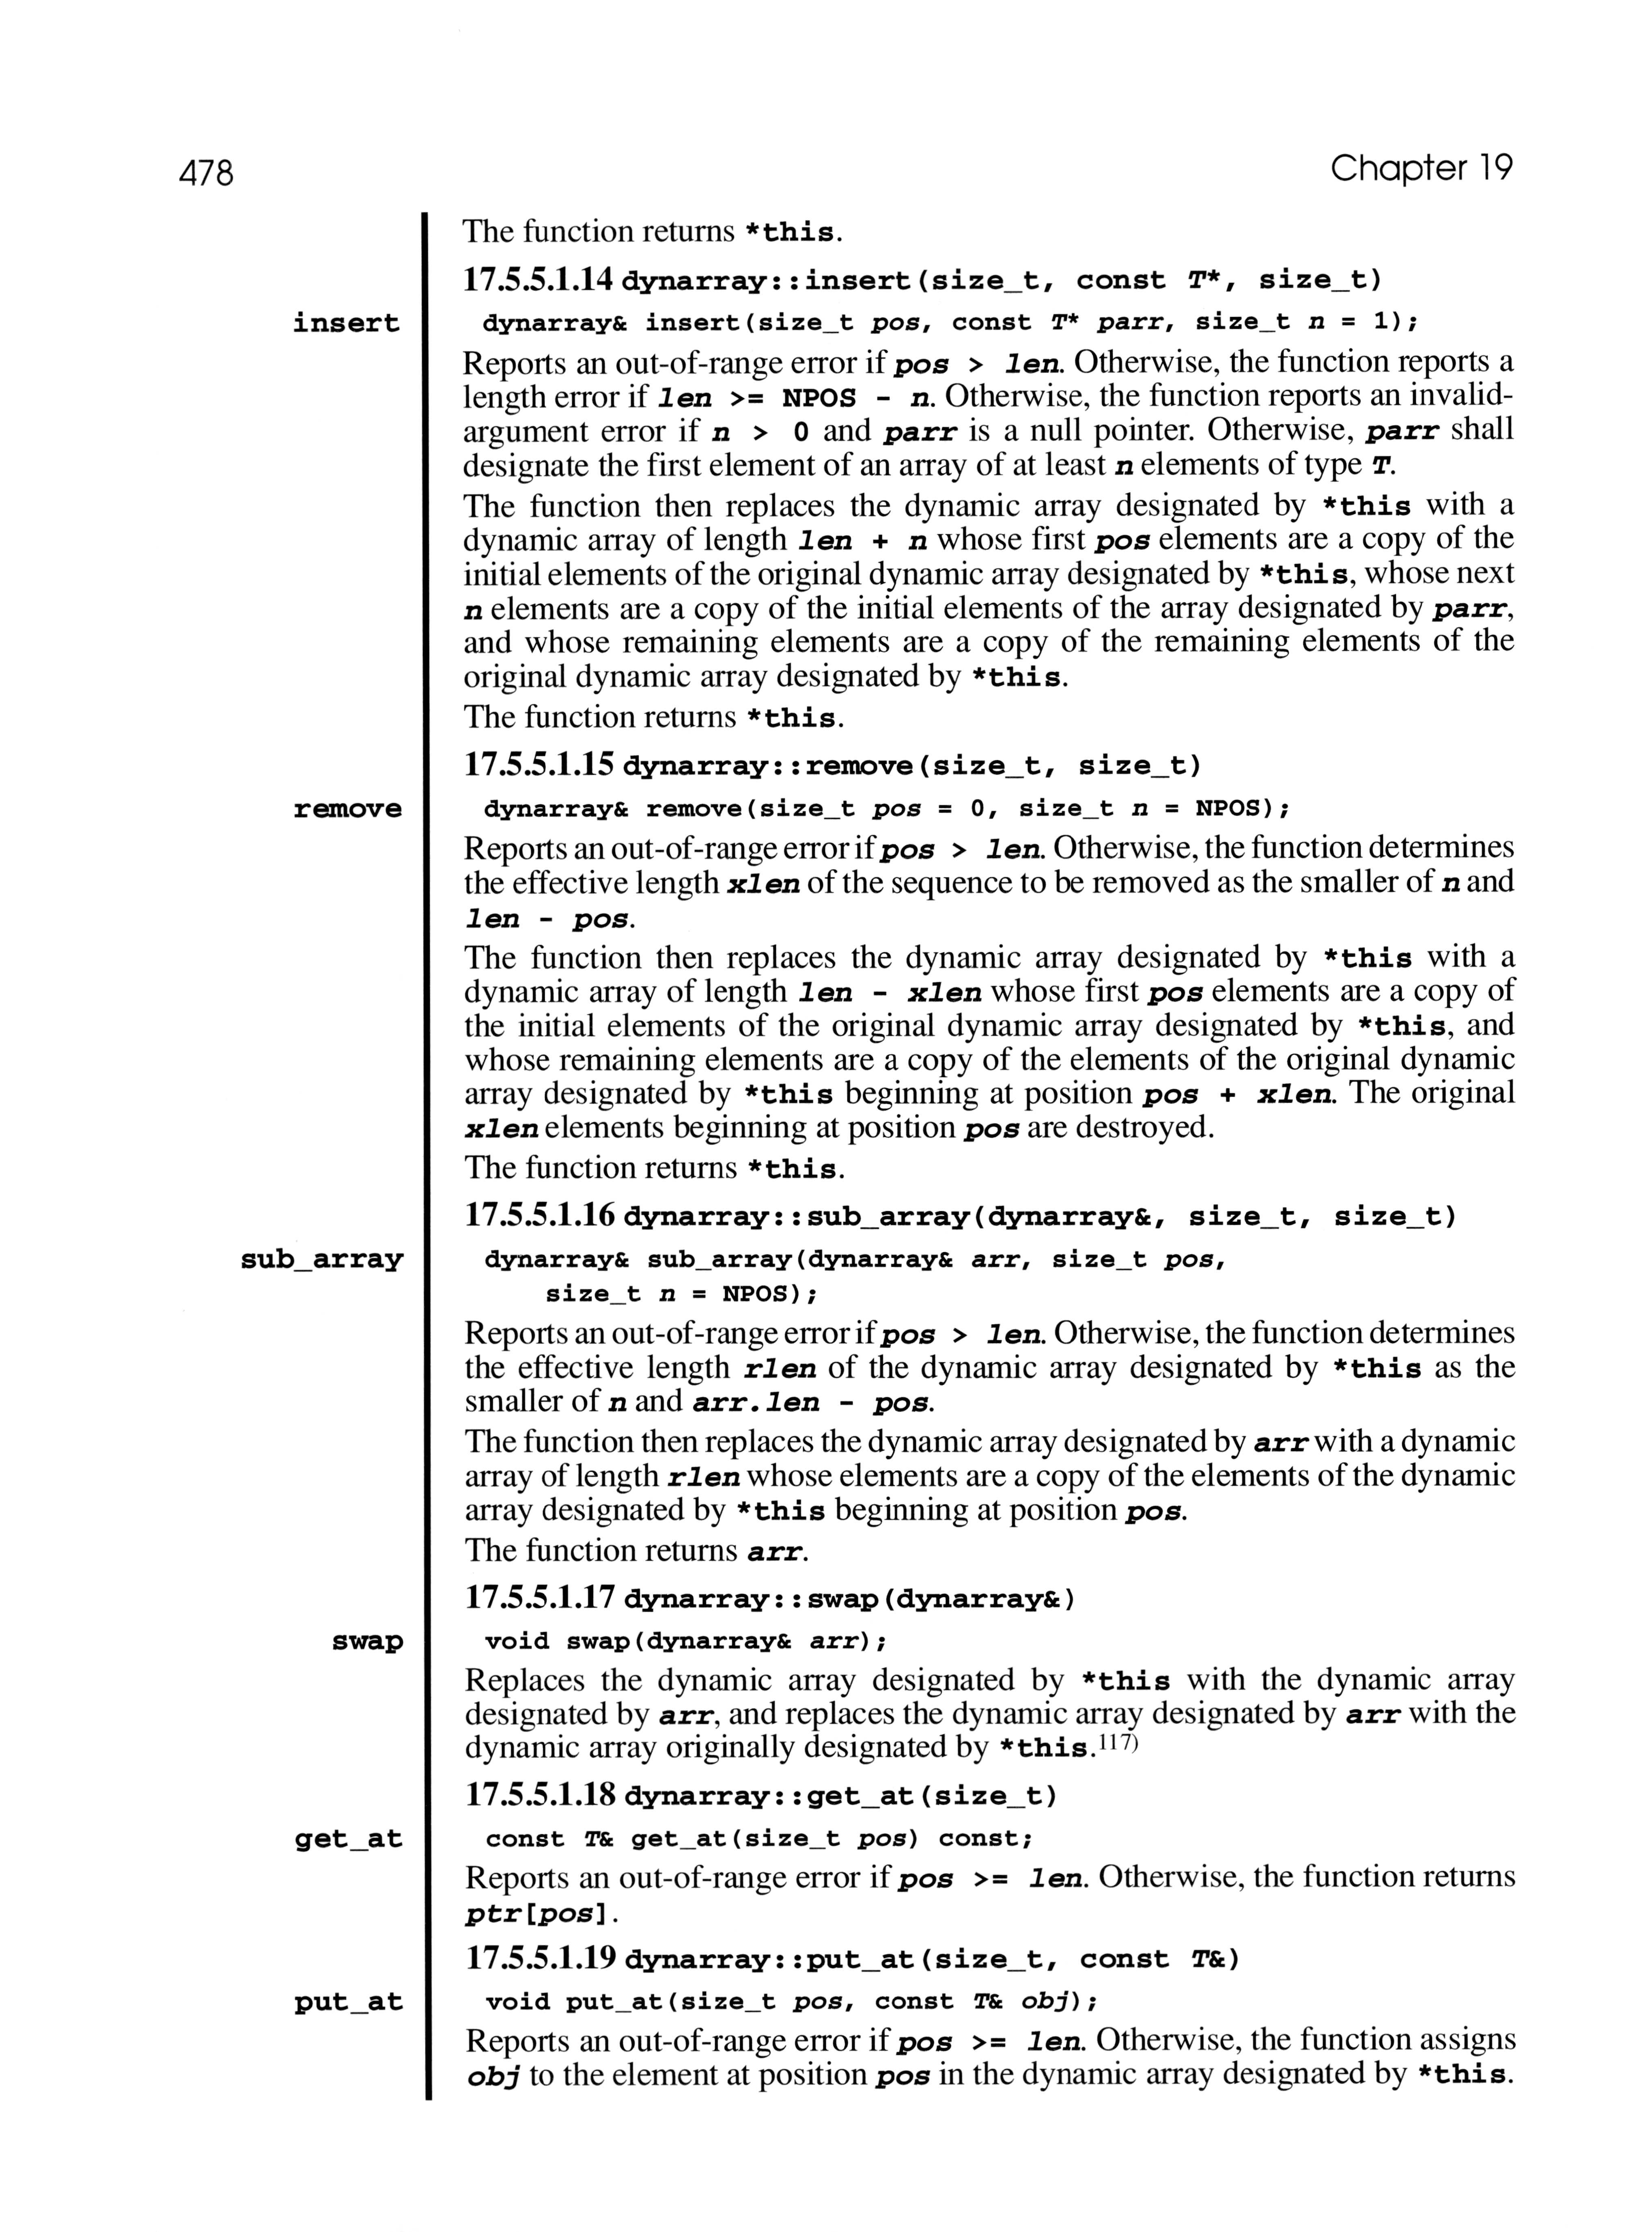 478
Chapter 19
The function returns *this.
17.5.5.1.14 dynarray::insert(size_t, const T*, size_t)
insert
dynarray& insert(size_t pos, const T* parr, size_t n = 1);
Reports an out-of-range error if pos > len. Otherwise, the function reports a
length error if len >= NPOS - n. Otherwise, the function reports an invalid-
argument error if n > 0 and parr is a null pointer. Otherwise, parr shall
designate the first element of an array of at least n elements of type T.
The function then replaces the dynamic array designated by *this with a
dynamic array of length len + n whose first pos elements are a copy of the
initial elements of the original dynamic array designated by *this, whose next
n elements are a copy of the initial elements of the array designated by parr,
and whose remaining elements are a copy of the remaining elements of the
original dynamic array designated by *this.
The function returns *this.
17.5.5.1.15 dynarray::remove(size_t, size_t)
remove
dynarray& remove(size_t pos = 0, size_t n = NPOS);
Reports an out-of-range error if pos > len. Otherwise, the function determines
the effective length xlen of the sequence to be removed as the smaller of n and
len - pos.
The function then replaces the dynamic array designated by *this with a
dynamic array of length len - xlen whose first pos elements are a copy of
the initial elements of the original dynamic array designated by *this, and
whose remaining elements are a copy of the elements of the original dynamic
array designated by *this beginning at position pos + xlen. The original
xlen elements beginning at position pos are destroyed.
The function returns *this.
17.5.5.1.16 dynarray::sub_array(dynarray&, size_t, size_t)
sub_array
dynarray& sub_array(dynarray& arr, size_t pos,
size_t n = NPOS);
Reports an out-of-range error if pos > len. Otherwise, the function determines
the effective length rlen of the dynamic array designated by *this as the
smaller of n and arr.len - pos.
The function then replaces the dynamic array designated by arr with a dynamic
array of length rlen whose elements are a copy of the elements of the dynamic
array designated by *this beginning at position pos.
The function returns arr.
17.5.5.1.17 dynarray::swap(dynarray&)
swap
void swap(dynarray& arr);
Replaces the dynamic array designated by *this with the dynamic array
designated by arr, and replaces the dynamic array designated by arr with the
dynamic array originally designated by *this.117)
17.5.5.1.18 dynarray::get_at(size_t)
get_at
const T& get_at(size_t pos) const;
Reports an out-of-range error if pos >= len. Otherwise, the function returns
ptr[pos].
17.5.5.1.19 dynarray::put_at(size_t, const T&)
put_at
void put_at(size_t pos, const T& obj);
Reports an out-of-range error if pos >= len. Otherwise, the function assigns
obj to the element at position pos in the dynamic array designated by *this.